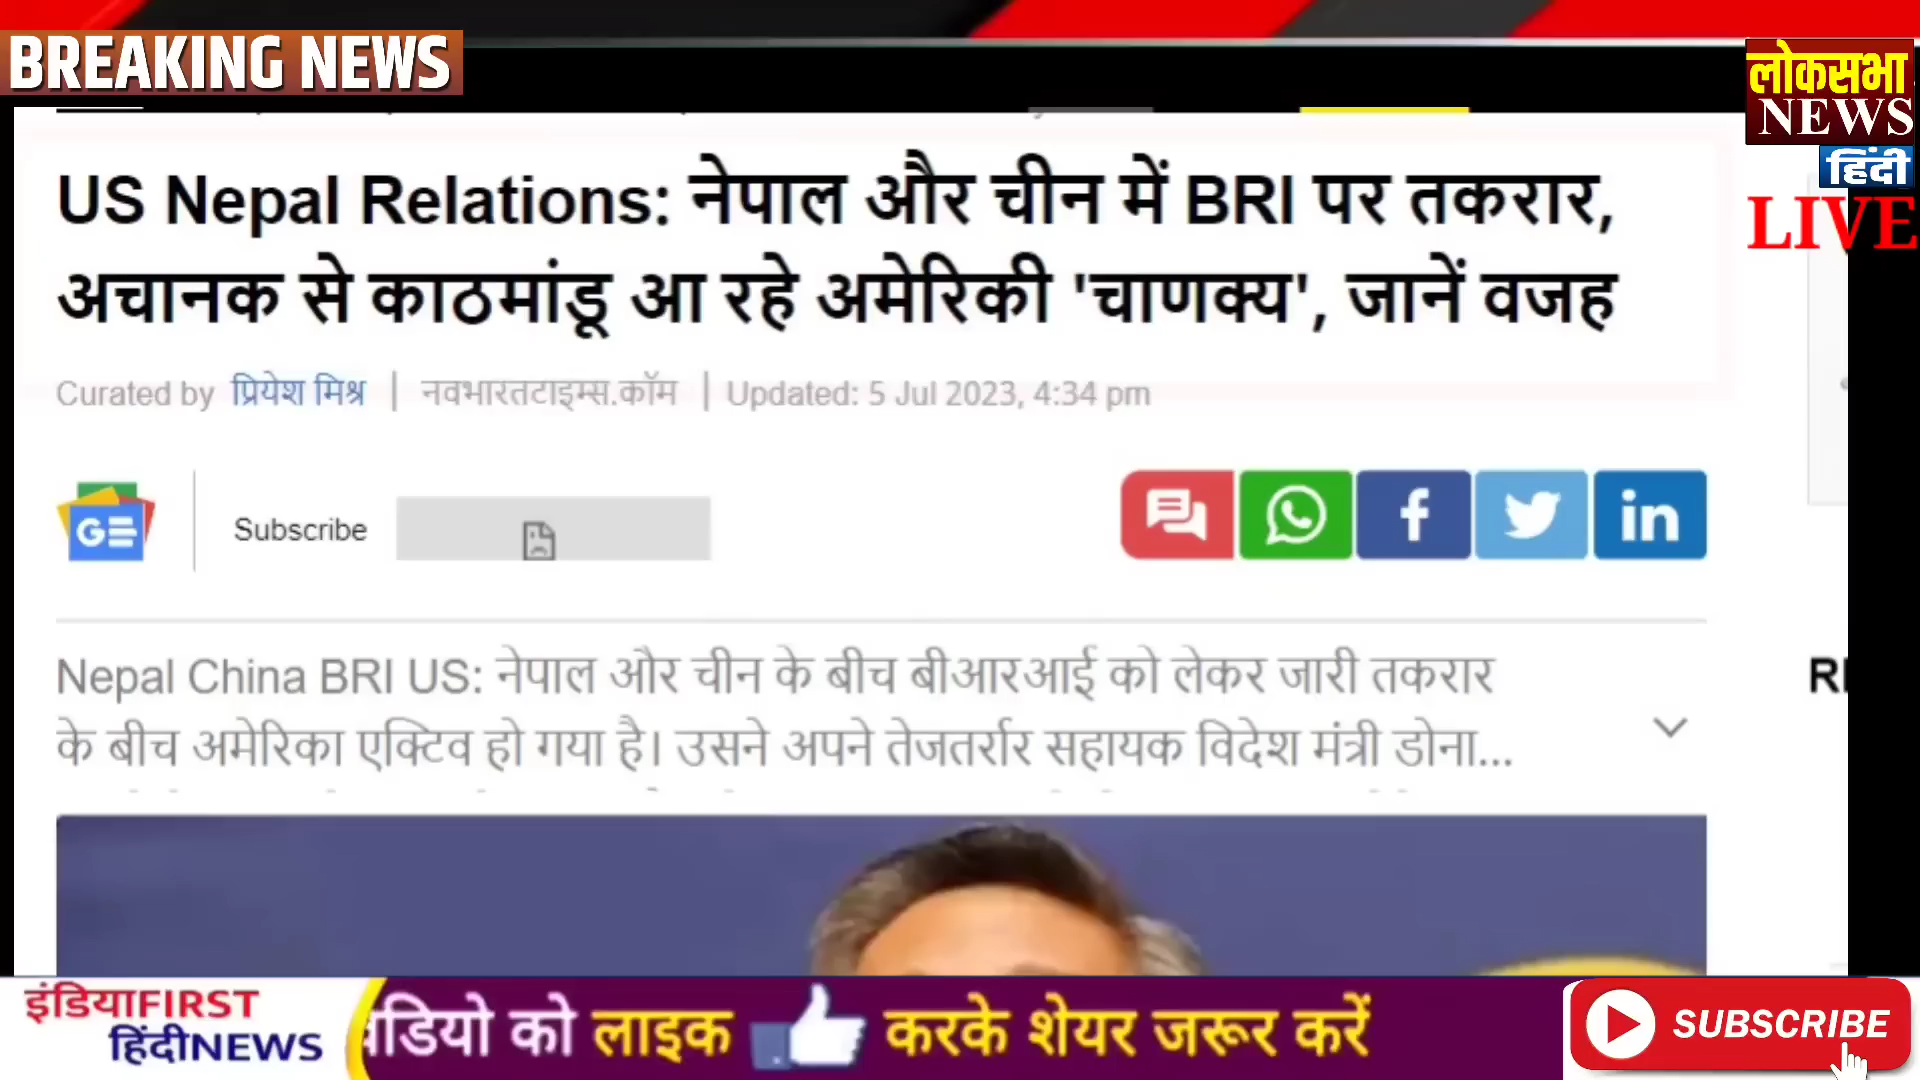 BREAKING NEWS
लोकसभा
NEWS
हिंदी
LIVE
US Nepal Relations: नेपाल और चीन में BRI पर तकरार,
अचानक से काठमांडू आ रहे अमेरिकी 'चाणक्य', जानें वजह
Curated by प्रियेश मिश्र | नवभारतटाइम्स.कॉम | Updated: 5 Jul 2023, 4:34 pm
GE
Subscribe
f
in
Nepal China BRI US: नेपाल और चीन के बीच बीआरआई को लेकर जारी तकरार
के बीच अमेरिका एक्टिव हो गया है। उसने अपने तेजतर्रार सहायक विदेश मंत्री डोना...
इंडियाFIRST
हिंदीNEWS
को लाइक करके शेयर जरूर करें
SUBSCRIBE